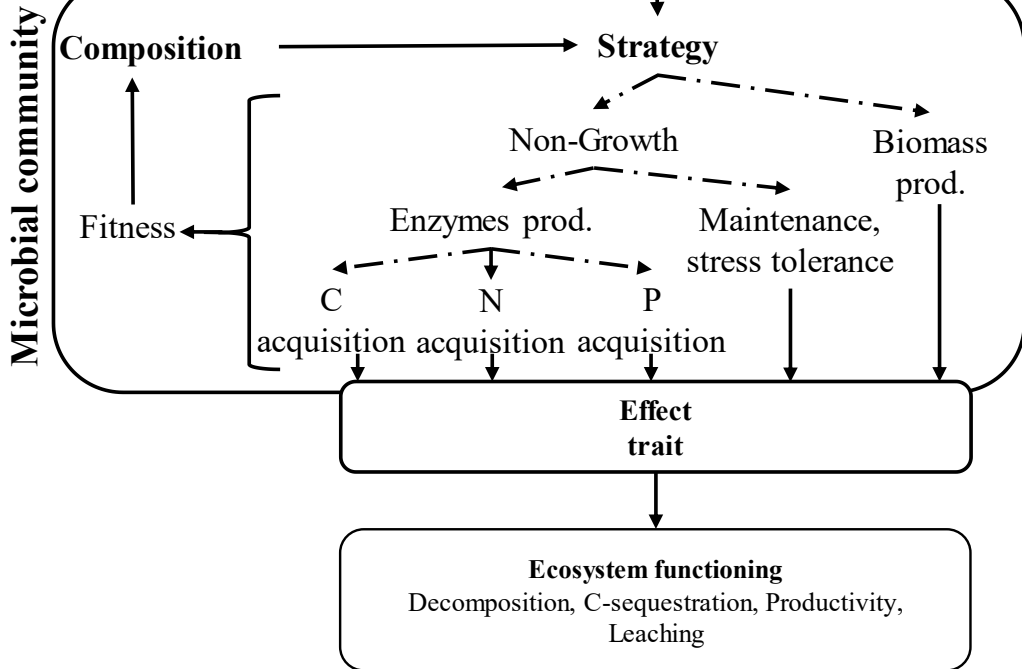 Microbial community
Composition
Strategy
Non-Growth
Biomass
prod.
Fitness
Enzymes prod.
Maintenance,
stress tolerance
C
acquisition
N
acquisition
P
acquisition
Effect
trait
Ecosystem functioning
Decomposition, C-sequestration, Productivity,
Leaching